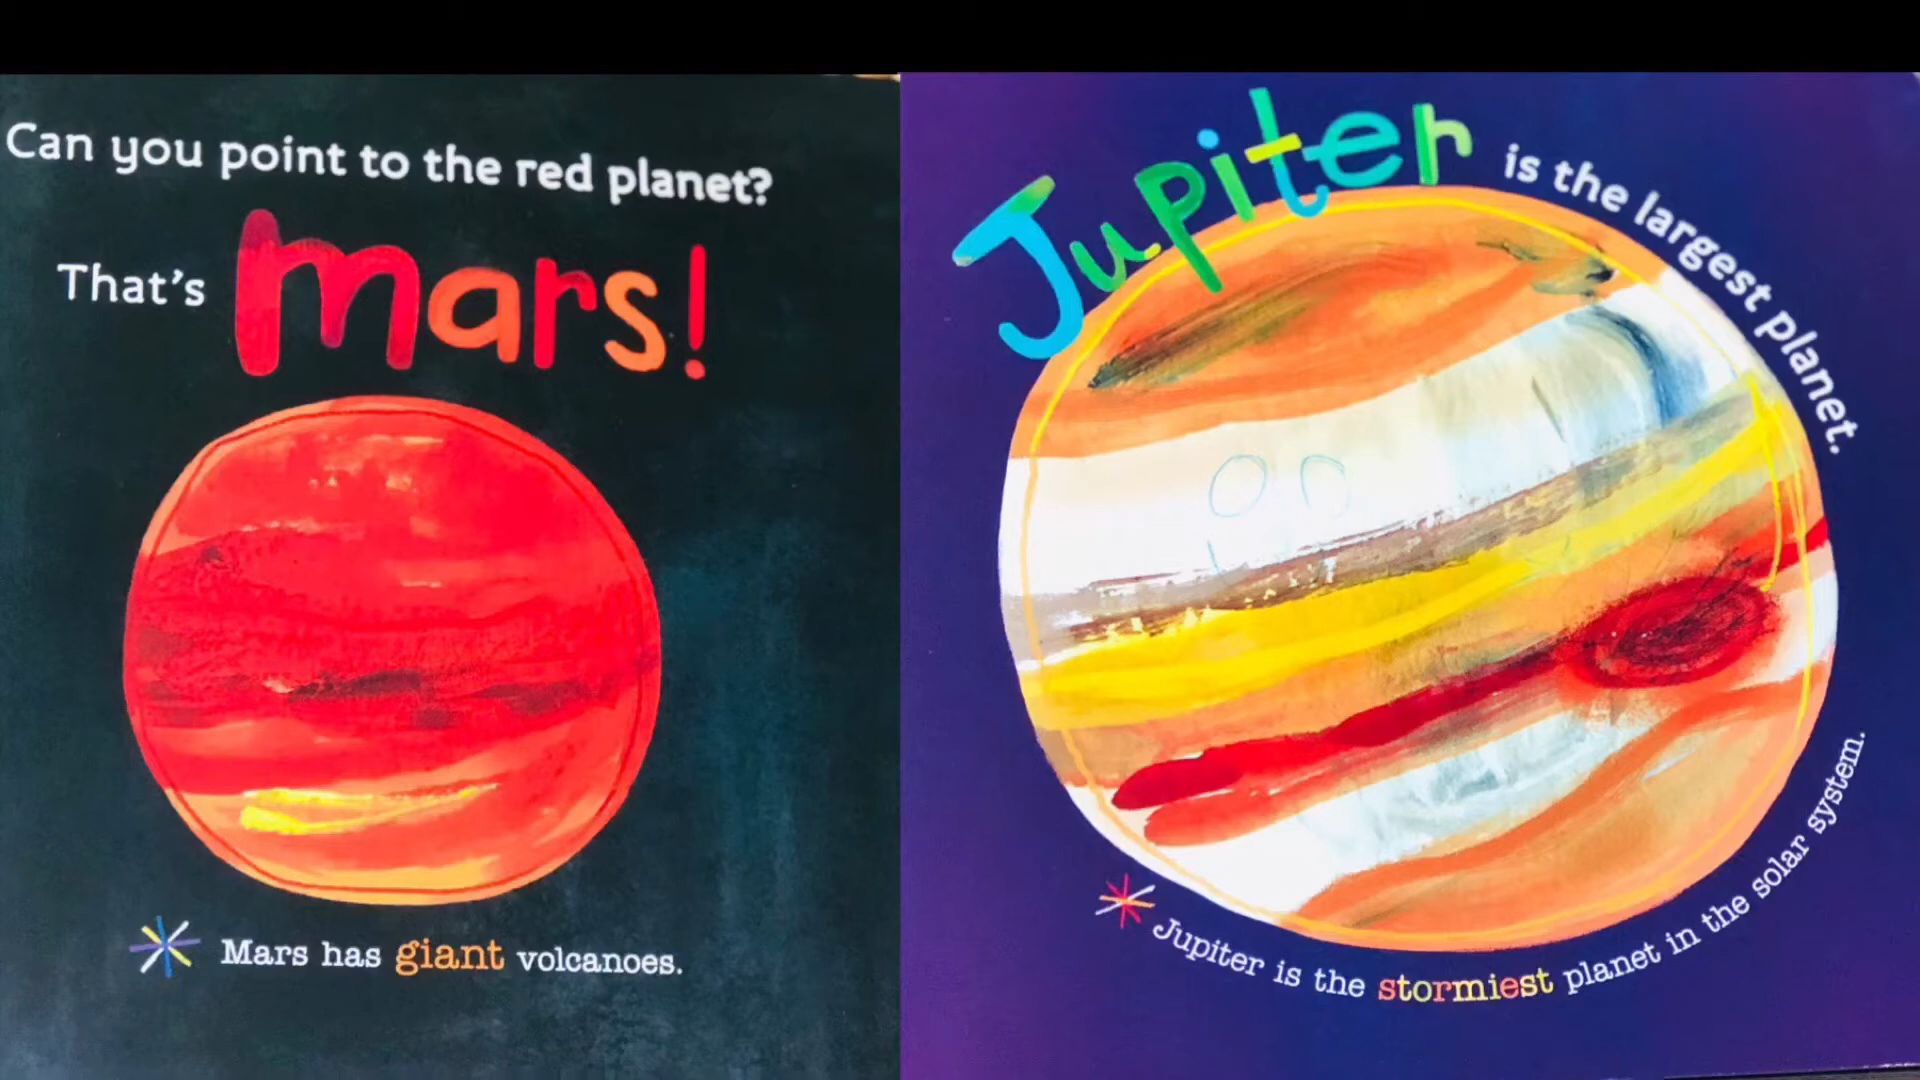 Can you point to the red planet?
That's mars!
Mars has giant volcanoes.
Jupiter is the largest planet.
Jupiter is the stormiest planet in the solar system.